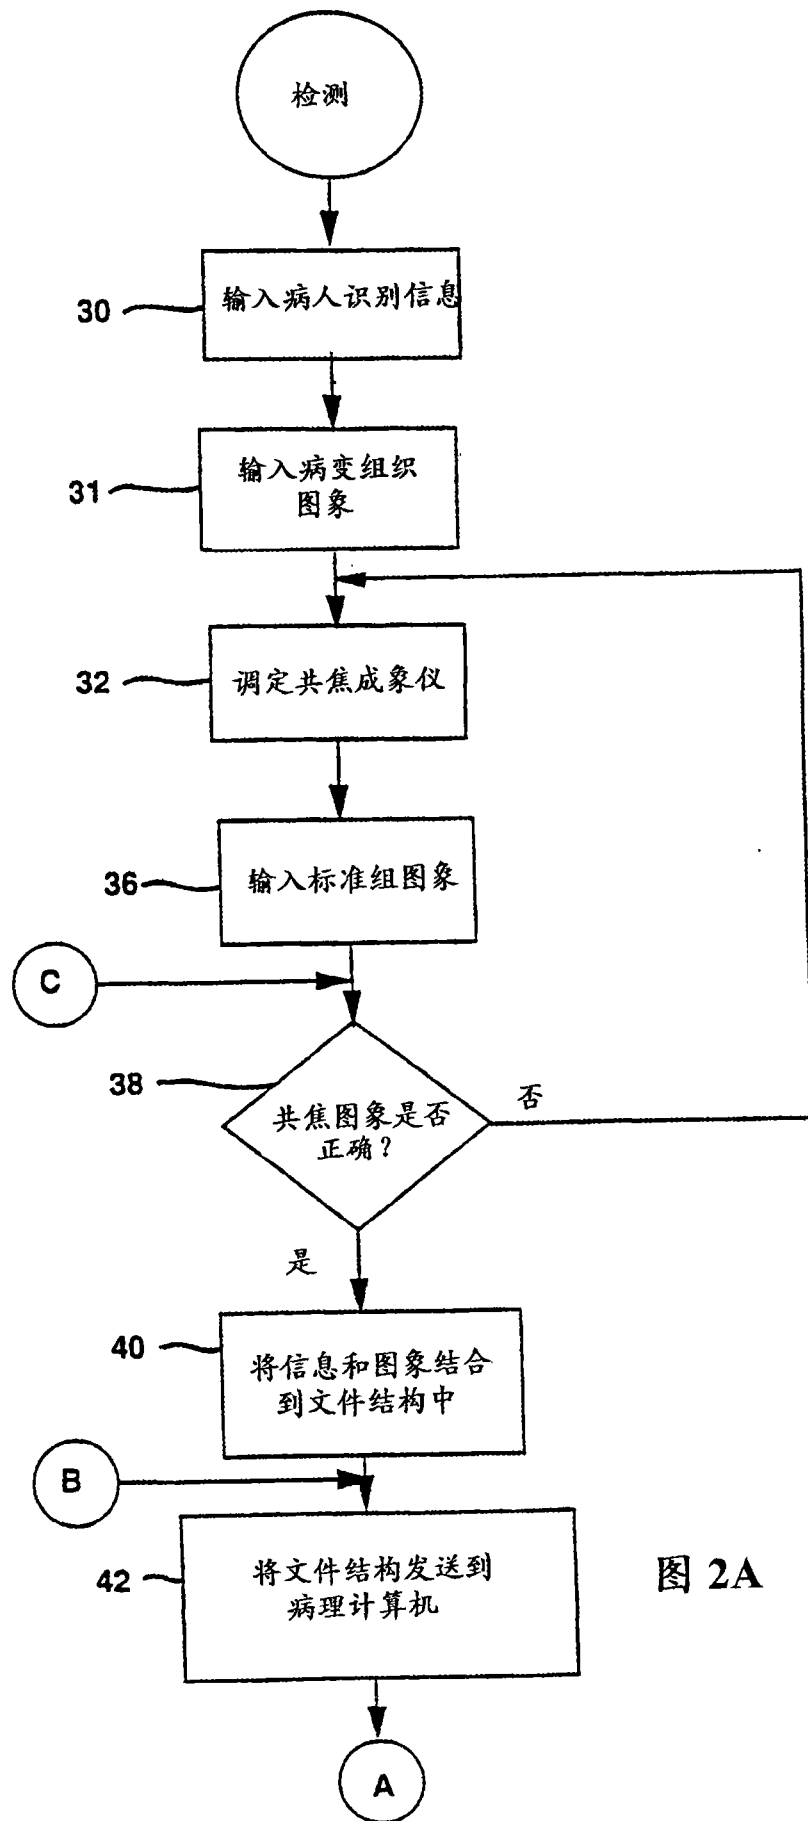 检测
30
输入病人识别信息
31
输入病变组织
图象
32
调定共焦成象仪
36
输入标准组图象
C
38
共焦图象是否
正确？
否
是
40
将信息和图象结合
到文件结构中
B
42
将文件结构发送到
病理计算机
图 2A
A